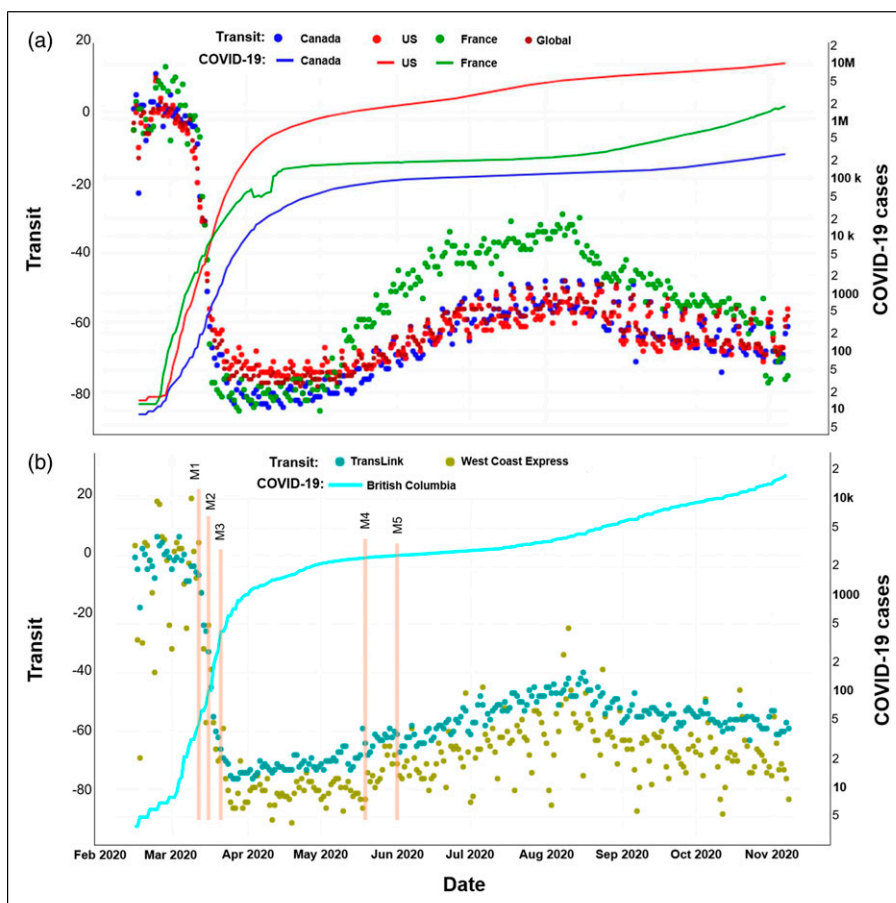 (a)
Transit: Canada US France Global
COVID-19: Canada US France
20
0
-20
-40
-60
-80
Transit
2
10M
5
2
1M
5
2
100 k
5
2
10 k
5
2
1000
5
2
100
5
2
10
5
COVID-19 cases
(b)
Transit: TransLink West Coast Express
COVID-19: British Columbia
M1
M2
M3
M4
M5
20
0
-20
-40
-60
-80
Transit
2
10k
5
2
1000
5
2
100
5
2
10
5
COVID-19 cases
Feb 2020 Mar 2020 Apr 2020 May 2020 Jun 2020 Jul 2020 Aug 2020 Sep 2020 Oct 2020 Nov 2020
Date